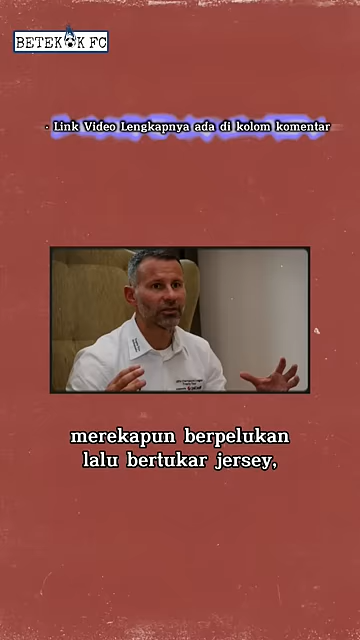 BETEKOK FC
· Link Video Lengkapnya ada di kolom komentar
merekapun berpelukan
lalu bertukar jersey,